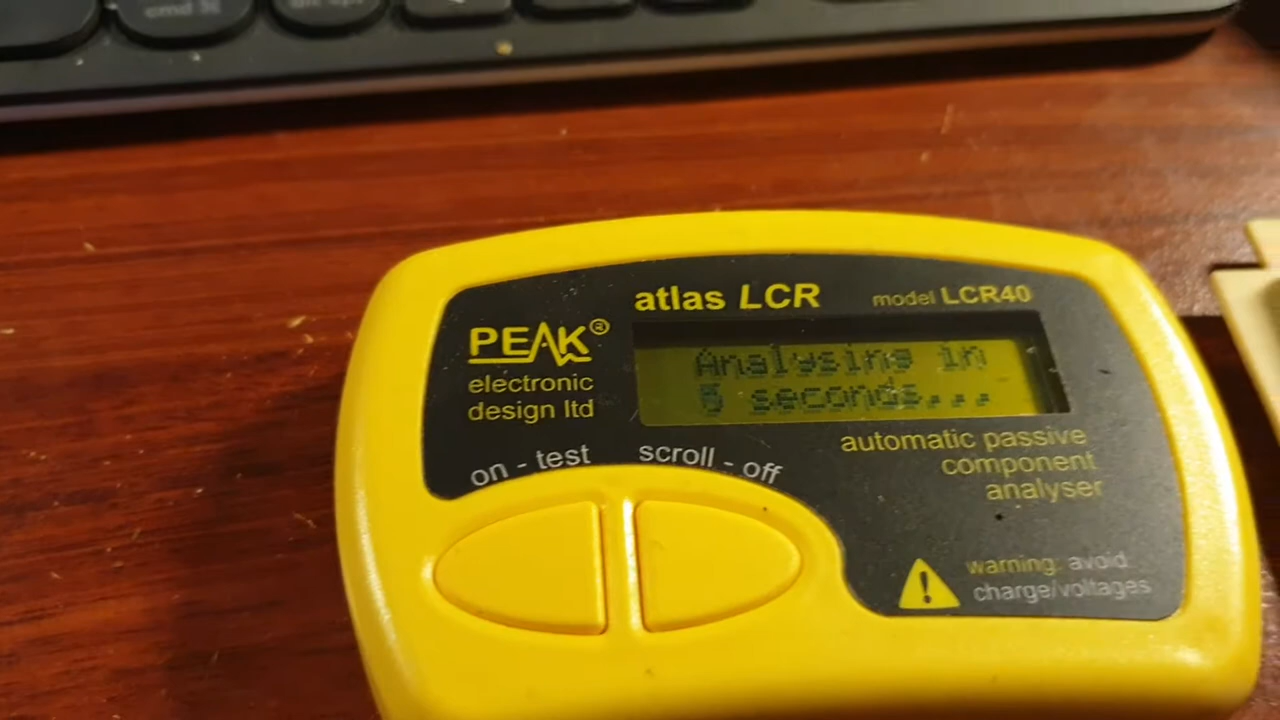 atlas LCR
model LCR40
PEAK®
electronic
design ltd
Analysing in
5 seconds...
on - test
scroll - off
automatic passive
component
analyser
warning: avoid
charge/voltages